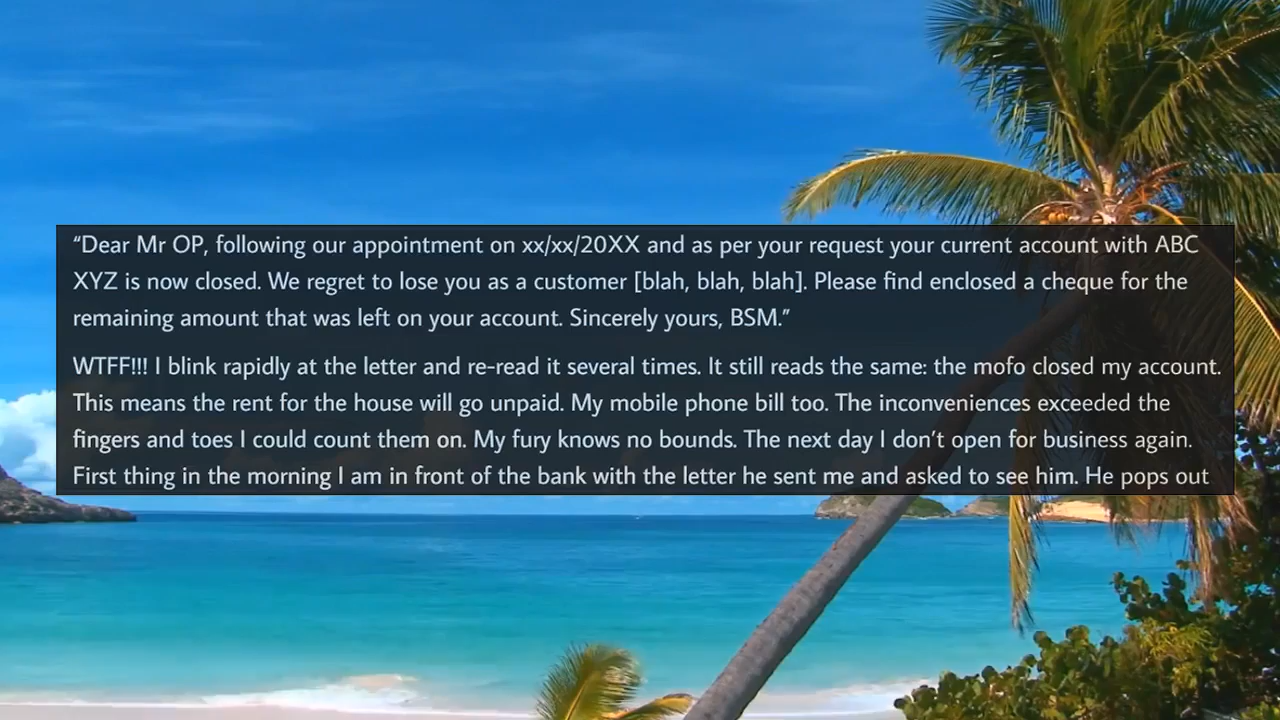 “Dear Mr OP, following our appointment on xx/xx/20XX and as per your request your current account with ABC
XYZ is now closed. We regret to lose you as a customer [blah, blah, blah]. Please find enclosed a cheque for the
remaining amount that was left on your account. Sincerely yours, BSM.”
WTFF!!! I blink rapidly at the letter and re-read it several times. It still reads the same: the mofo closed my account.
This means the rent for the house will go unpaid. My mobile phone bill too. The inconveniences exceeded the
fingers and toes I could count them on. My fury knows no bounds. The next day I don’t open for business again.
First thing in the morning I am in front of the bank with the letter he sent me and asked to see him. He pops out